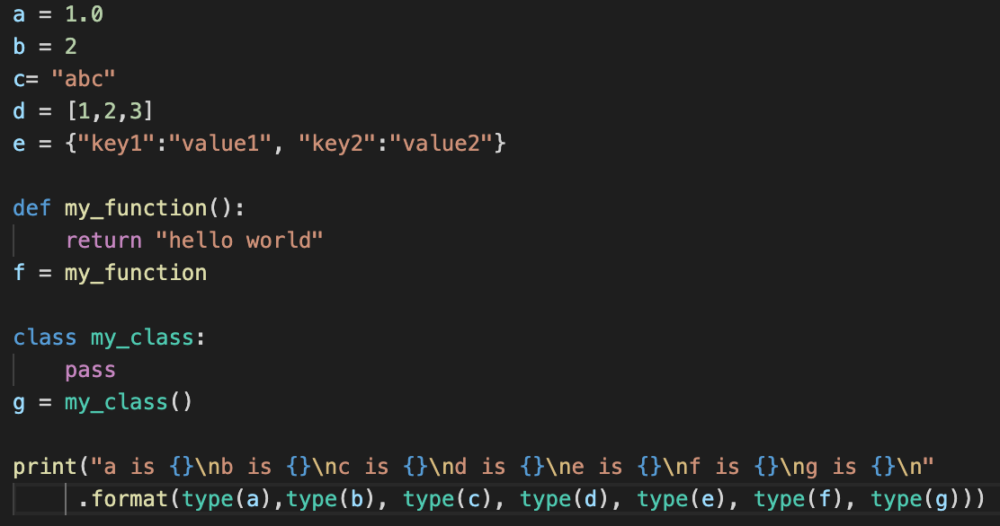 a = 1.0
b = 2
c= "abc"
d = [1,2,3]
e = {"key1":"value1", "key2":"value2"}
def my_function():
    return "hello world"
f = my_function
class my_class:
    pass
g = my_class()
print("a is {}\nb is {}\nc is {}\nd is {}\ne is {}\nf is {}\ng is {}\n"
     .format(type(a),type(b), type(c), type(d), type(e), type(f), type(g)))